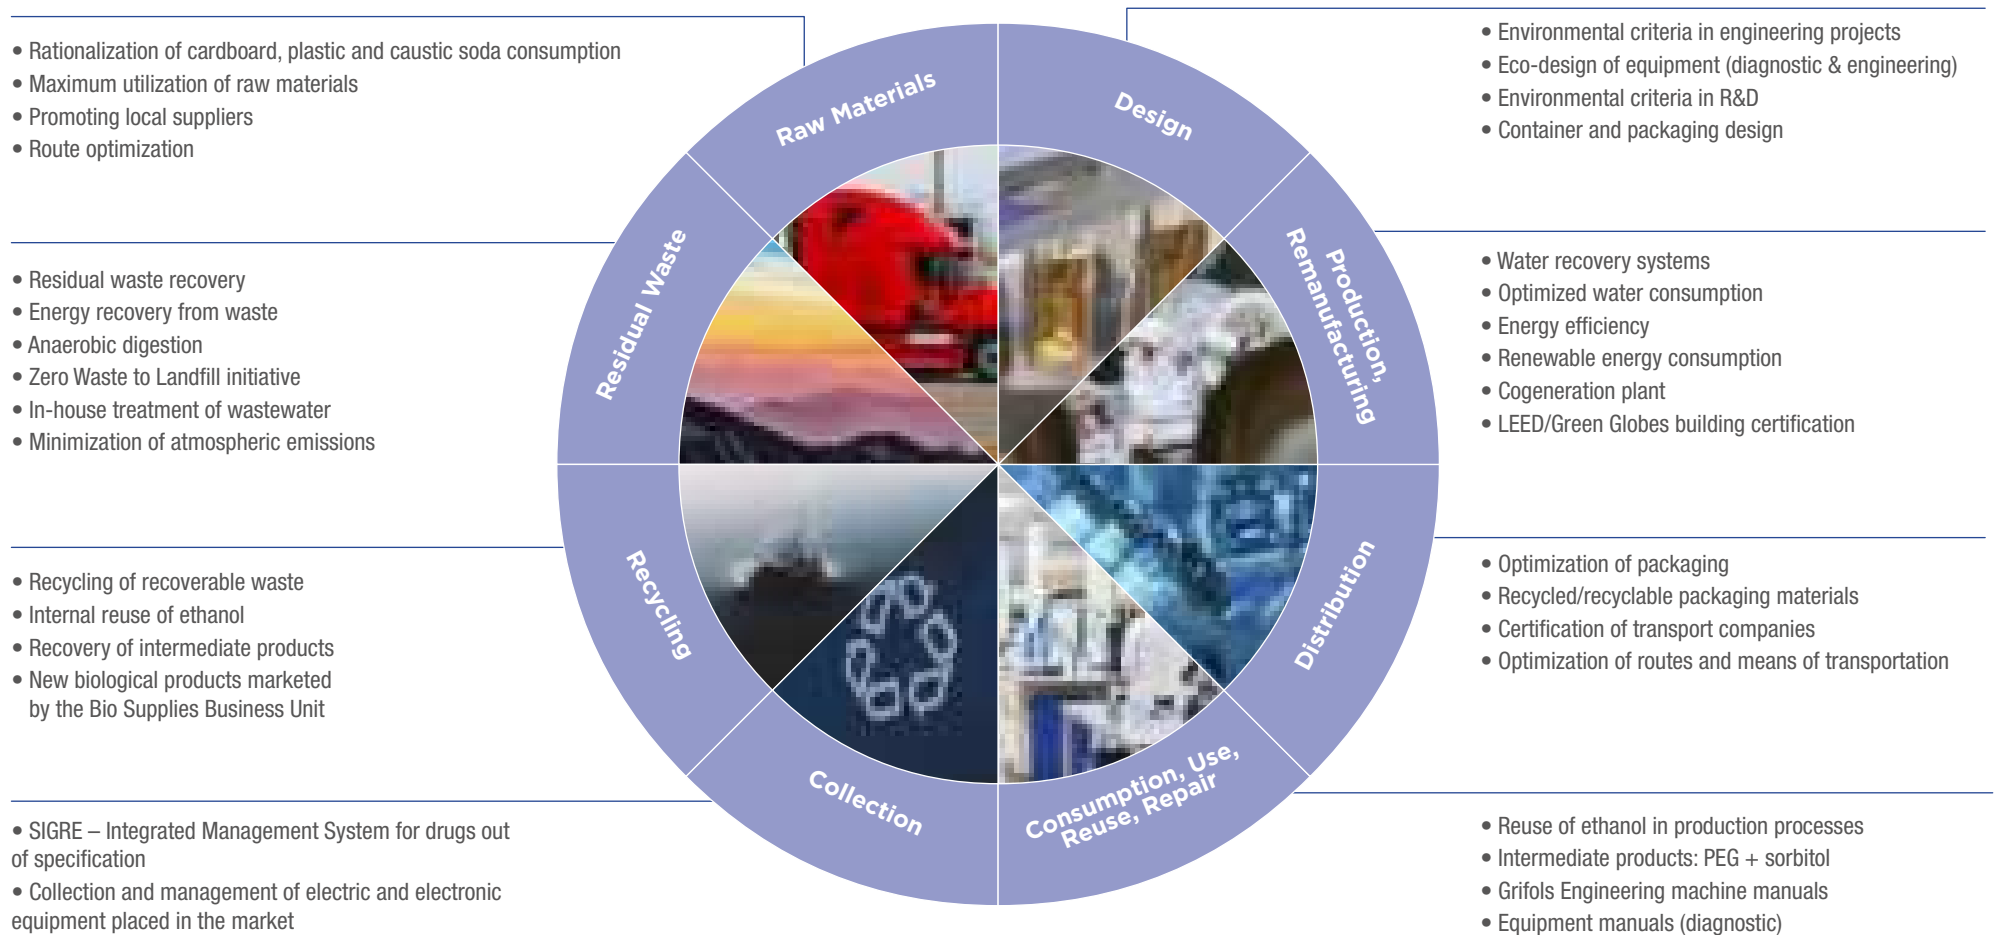 • Rationalization of cardboard, plastic and caustic soda consumption
• Maximum utilization of raw materials
• Promoting local suppliers
• Route optimization
• Residual waste recovery
• Energy recovery from waste
• Anaerobic digestion
• Zero Waste to Landfill initiative
• In-house treatment of wastewater
• Minimization of atmospheric emissions
• Recycling of recoverable waste
• Internal reuse of ethanol
• Recovery of intermediate products
• New biological products marketed
by the Bio Supplies Business Unit
• SIGRE – Integrated Management System for drugs out
of specification
• Collection and management of electric and electronic
equipment placed in the market
Raw Materials
Design
Production,
Remanufacturing
Distribution
Consumption, Use,
Reuse, Repair
Collection
Recycling
Residual Waste
• Environmental criteria in engineering projects
• Eco-design of equipment (diagnostic & engineering)
• Environmental criteria in R&D
• Container and packaging design
• Water recovery systems
• Optimized water consumption
• Energy efficiency
• Renewable energy consumption
• Cogeneration plant
• LEED/Green Globes building certification
• Optimization of packaging
• Recycled/recyclable packaging materials
• Certification of transport companies
• Optimization of routes and means of transportation
• Reuse of ethanol in production processes
• Intermediate products: PEG + sorbitol
• Grifols Engineering machine manuals
• Equipment manuals (diagnostic)